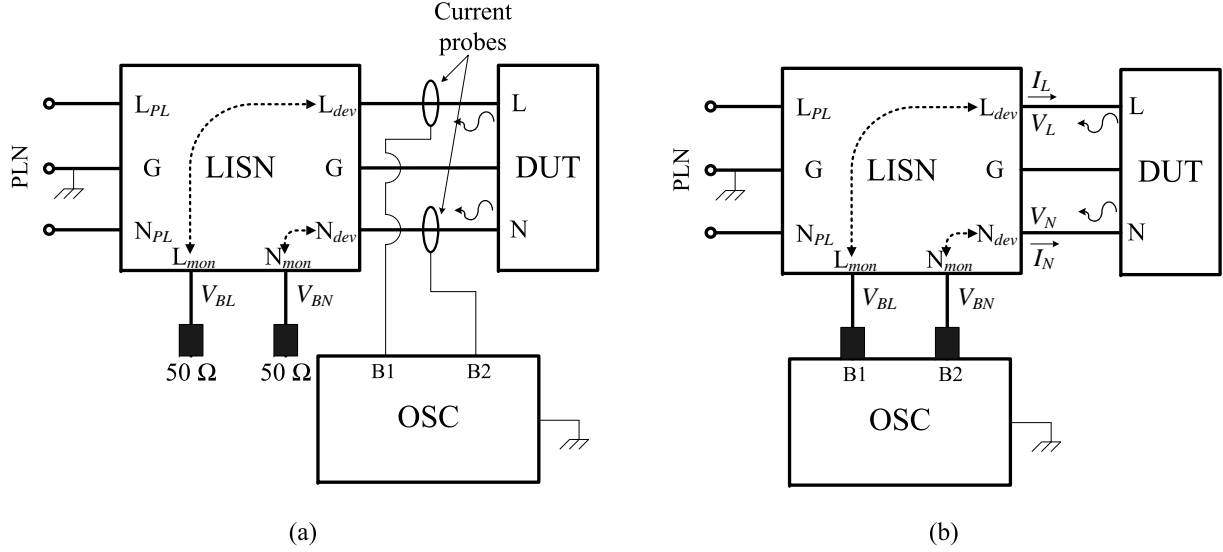 Current
probes
PLN
L_PL
G
N_PL
LISN
L_dev
G
N_dev
L_mon
N_mon
L
DUT
N
V_BL
V_BN
50 Ω
50 Ω
B1
B2
OSC
(a)
PLN
L_PL
G
N_PL
LISN
L_dev
G
N_dev
L_mon
N_mon
I_L
V_L
V_N
I_N
L
DUT
N
V_BL
V_BN
B1
B2
OSC
(b)